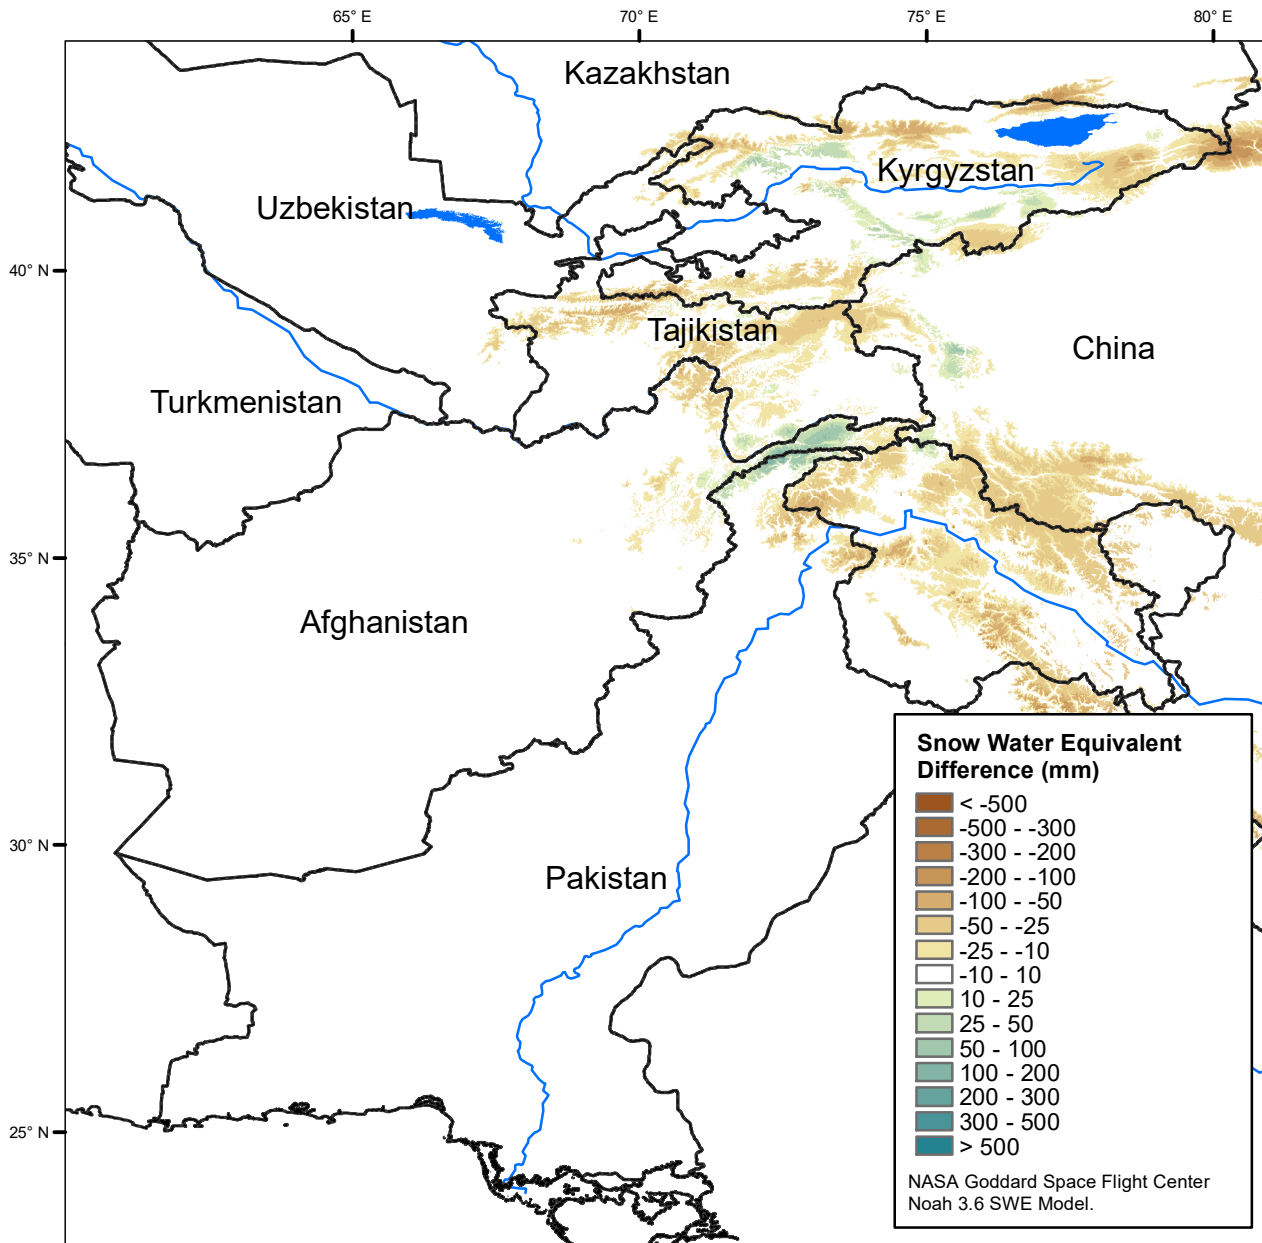 65° E
70° E
75° E
80° E
Kazakhstan
Kyrgyzstan
Uzbekistan
40° N
Tajikistan
China
Turkmenistan
35° N
Afghanistan
30° N
Pakistan
25° N
Snow Water Equivalent
Difference (mm)
< -500
-500 - -300
-300 - -200
-200 - -100
-100 - -50
-50 - -25
-25 - -10
-10 - 10
10 - 25
25 - 50
50 - 100
100 - 200
200 - 300
300 - 500
> 500
NASA Goddard Space Flight Center
Noah 3.6 SWE Model.